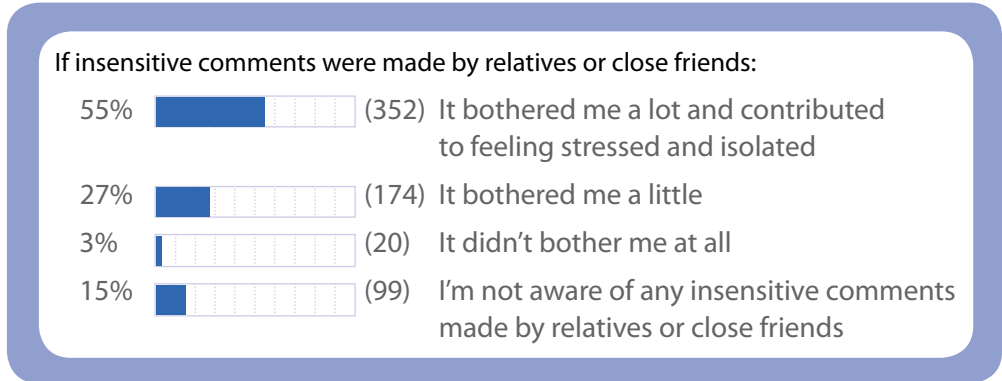 If insensitive comments were made by relatives or close friends:
55% (352) It bothered me a lot and contributed
to feeling stressed and isolated
27% (174) It bothered me a little
3% (20) It didn’t bother me at all
15% (99) I’m not aware of any insensitive comments
made by relatives or close friends